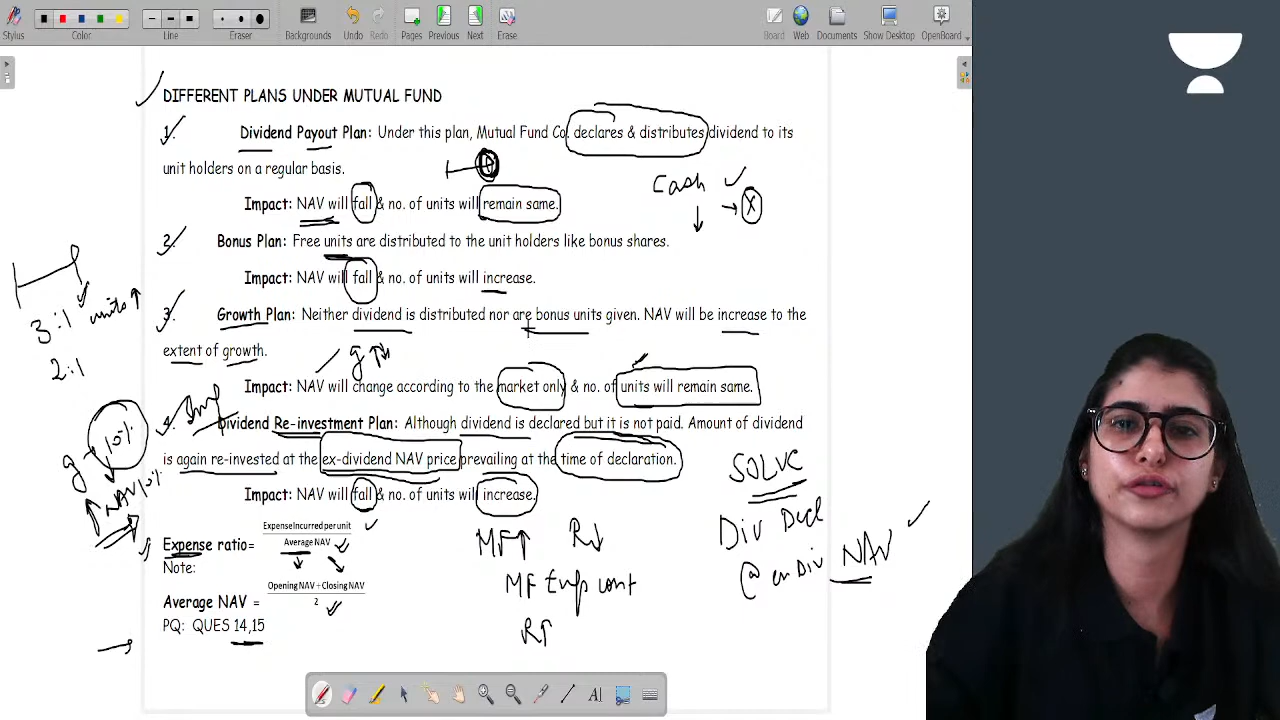 Stylus
Color
Line
Eraser
Backgrounds
Undo
Redo
Pages
Previous
Next
Erase
Board
Web
Documents
Show Desktop
OpenBoard
DIFFERENT PLANS UNDER MUTUAL FUND
1. Dividend Payout Plan: Under this plan, Mutual Fund Co. declares & distributes dividend to its
unit holders on a regular basis.
Cash
X
Impact: NAV will fall & no. of units will remain same.
2. Bonus Plan: Free units are distributed to the unit holders like bonus shares.
Impact: NAV will fall & no. of units will increase.
3:1 units↑
2:1
3. Growth Plan: Neither dividend is distributed nor are bonus units given. NAV will be increase to the
extent of growth.
g
Impact: NAV will change according to the market only & no. of units will remain same.
4. Imp
Dividend Re-investment Plan: Although dividend is declared but it is not paid. Amount of dividend
is again re-invested at the ex-dividend NAV price prevailing at the time of declaration.
g 10%
↑NAV 10%
Impact: NAV will fall & no. of units will increase.
SOLVE
Div Decl
@ ex Div NAV
Expense ratio= Expense Incurred per unit
Average NAV
MF↑ R↓
Note:
MF Exp cont
R↑
Average NAV = Opening NAV + Closing NAV
2
PQ: QUES 14,15